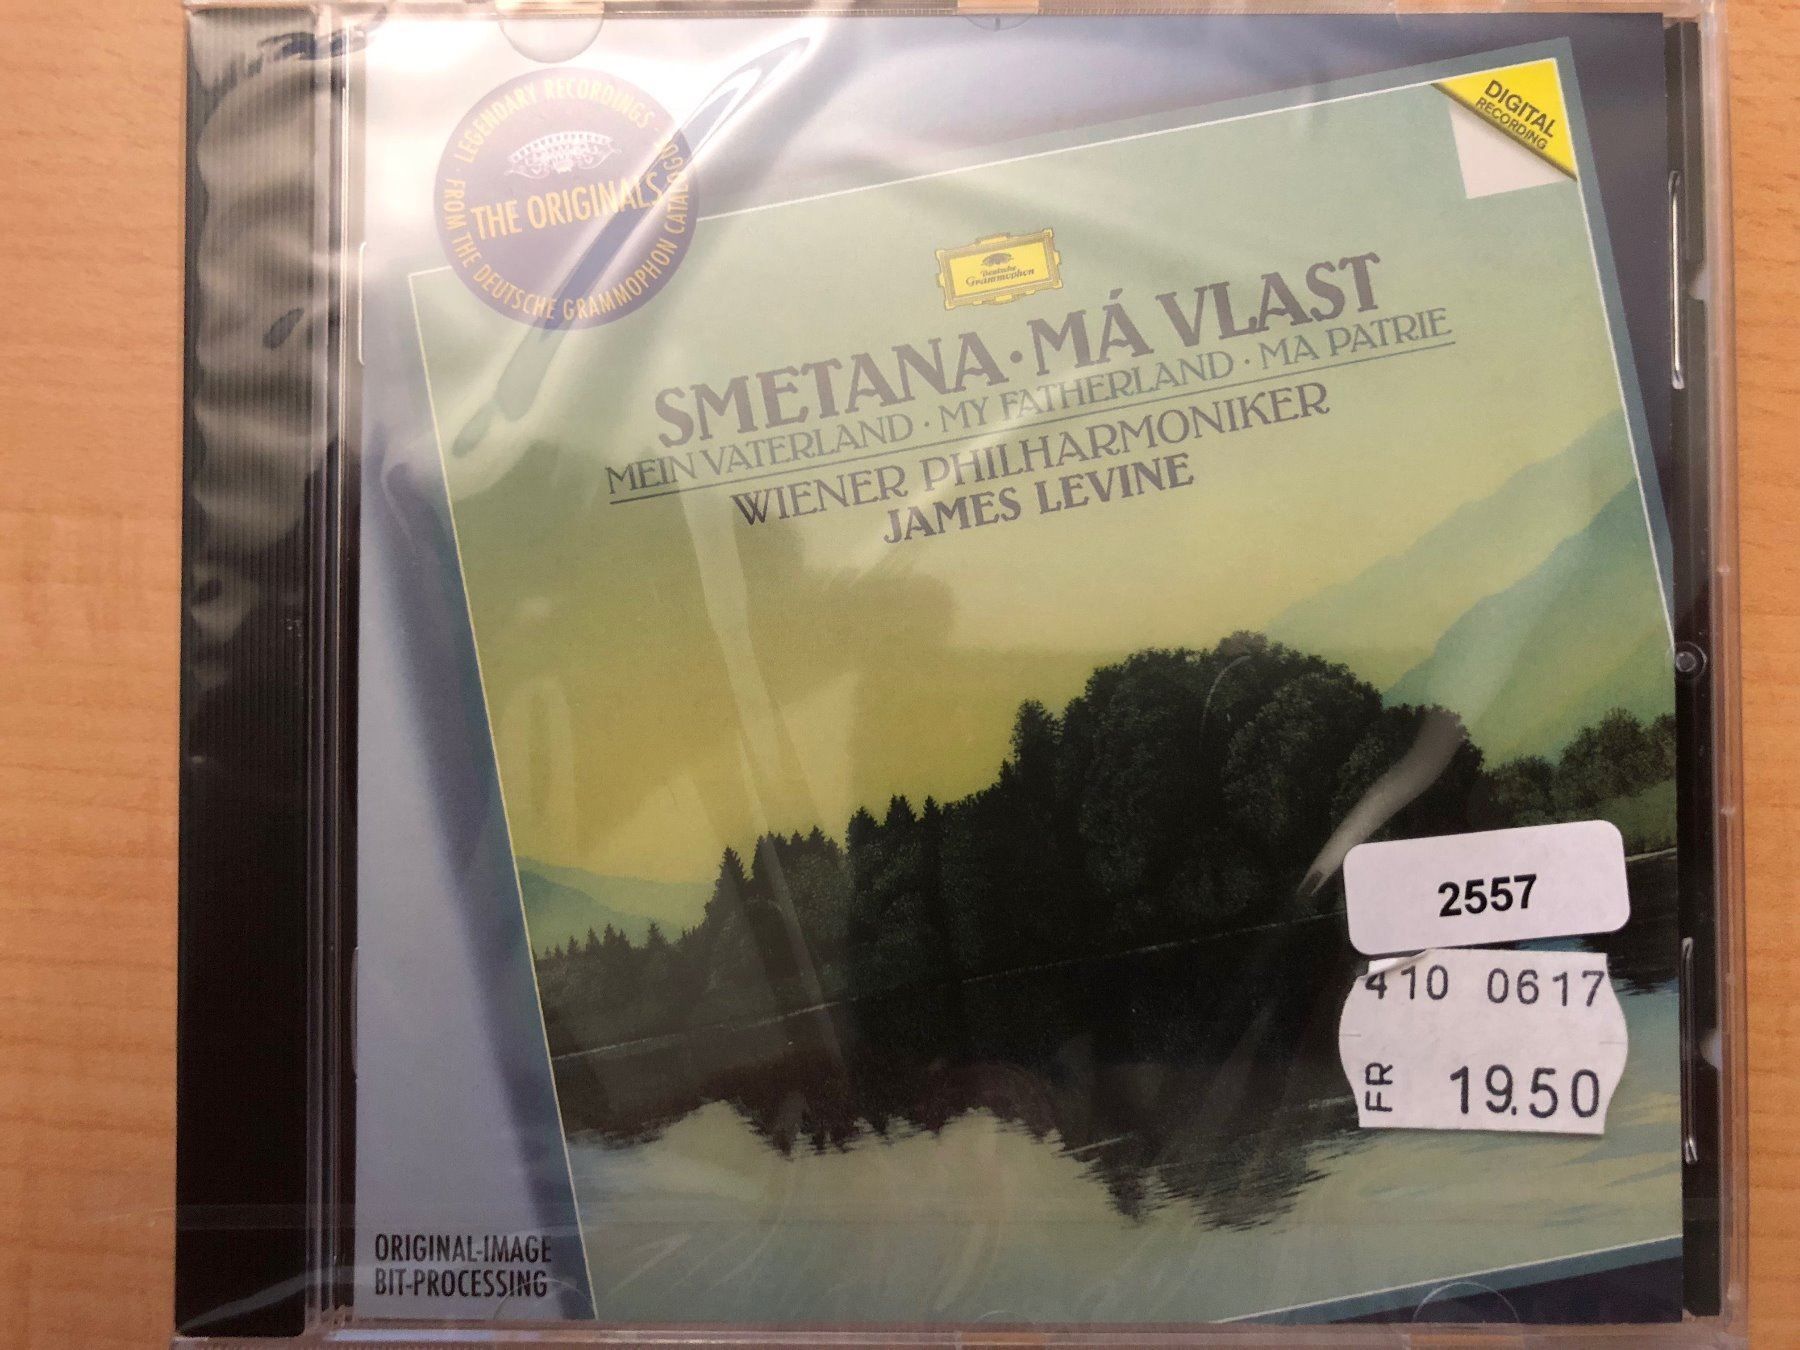 LEGENDARY RECORDINGS
THE ORIGINALS
FROM THE DEUTSCHE GRAMMOPHON CATALOGUE
DIGITAL
RECORDING
Deutsche
Grammophon
SMETANA · MÁ VLAST
MEIN VATERLAND · MY FATHERLAND · MA PATRIE
WIENER PHILHARMONIKER
JAMES LEVINE
2557
410 0617
FR 19.50
ORIGINAL-IMAGE
BIT-PROCESSING